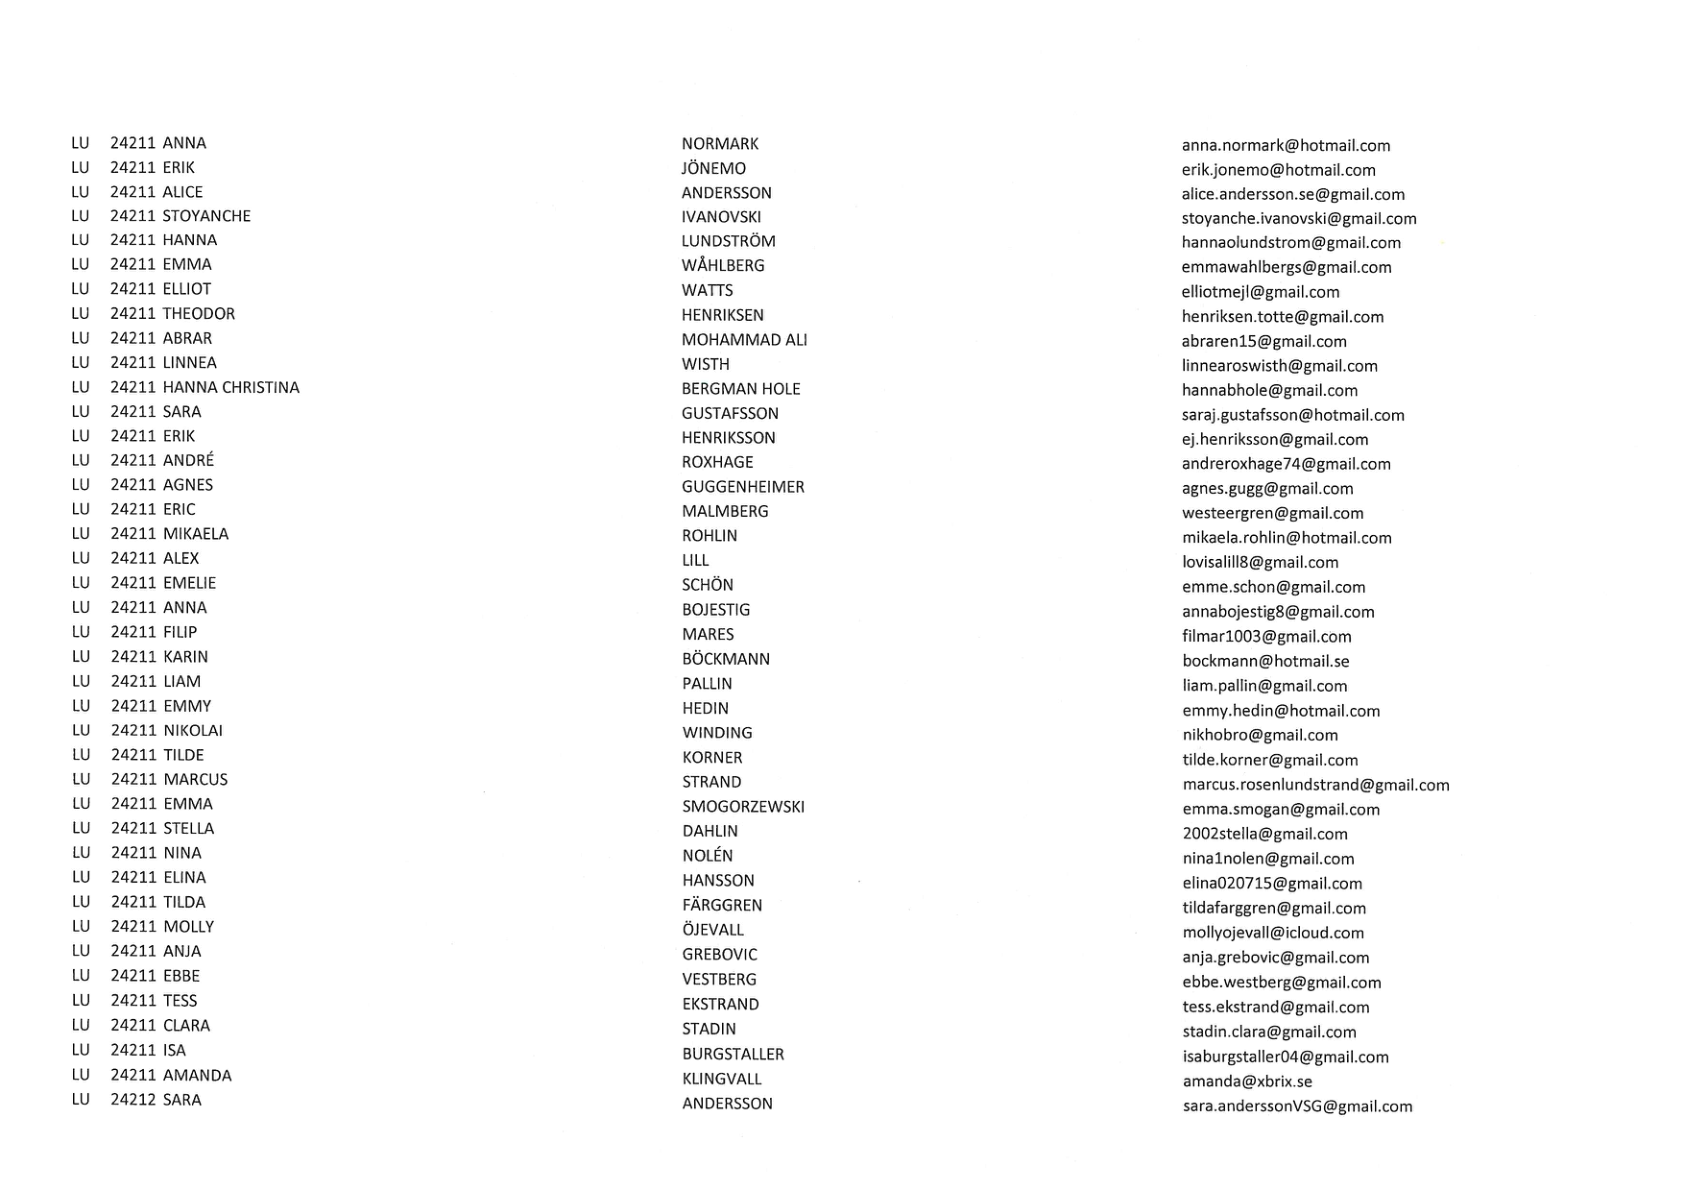 LU 24211 ANNA NORMARK anna.normark@hotmail.com
LU 24211 ERIK JÖNEMO erik.jonemo@hotmail.com
LU 24211 ALICE ANDERSSON alice.andersson.se@gmail.com
LU 24211 STOYANCHE IVANOVSKI stoyanche.ivanovski@gmail.com
LU 24211 HANNA LUNDSTRÖM hannaolundstrom@gmail.com
LU 24211 EMMA WÅHLBERG emmawahlbergs@gmail.com
LU 24211 ELLIOT WATTS elliotmejl@gmail.com
LU 24211 THEODOR HENRIKSEN henriksen.totte@gmail.com
LU 24211 ABRAR MOHAMMAD ALI abraren15@gmail.com
LU 24211 LINNEA WISTH linnearoswisth@gmail.com
LU 24211 HANNA CHRISTINA BERGMAN HOLE hannabhole@gmail.com
LU 24211 SARA GUSTAFSSON saraj.gustafsson@hotmail.com
LU 24211 ERIK HENRIKSSON ej.henriksson@gmail.com
LU 24211 ANDRÉ ROXHAGE andreroxhage74@gmail.com
LU 24211 AGNES GUGGENHEIMER agnes.gugg@gmail.com
LU 24211 ERIC MALMBERG westeergren@gmail.com
LU 24211 MIKAELA ROHLIN mikaela.rohlin@hotmail.com
LU 24211 ALEX LILL lovisalill8@gmail.com
LU 24211 EMELIE SCHÖN emme.schon@gmail.com
LU 24211 ANNA BOJESTIG annabojestig8@gmail.com
LU 24211 FILIP MARES filmar1003@gmail.com
LU 24211 KARIN BÖCKMANN bockmann@hotmail.se
LU 24211 LIAM PALLIN liam.pallin@gmail.com
LU 24211 EMMY HEDIN emmy.hedin@hotmail.com
LU 24211 NIKOLAI WINDING nikhobro@gmail.com
LU 24211 TILDE KORNER tilde.korner@gmail.com
LU 24211 MARCUS STRAND marcus.rosenlundstrand@gmail.com
LU 24211 EMMA SMOGORZEWSKI emma.smogan@gmail.com
LU 24211 STELLA DAHLIN 2002stella@gmail.com
LU 24211 NINA NOLÉN nina1nolen@gmail.com
LU 24211 ELINA HANSSON elina020715@gmail.com
LU 24211 TILDA FÄRGGREN tildafarggren@gmail.com
LU 24211 MOLLY ÖJEVALL mollyojevall@icloud.com
LU 24211 ANJA GREBOVIC anja.grebovic@gmail.com
LU 24211 EBBE VESTBERG ebbe.westberg@gmail.com
LU 24211 TESS EKSTRAND tess.ekstrand@gmail.com
LU 24211 CLARA STADIN stadin.clara@gmail.com
LU 24211 ISA BURGSTALLER isaburgstaller04@gmail.com
LU 24211 AMANDA KLINGVALL amanda@xbrix.se
LU 24212 SARA ANDERSSON sara.anderssonVSG@gmail.com